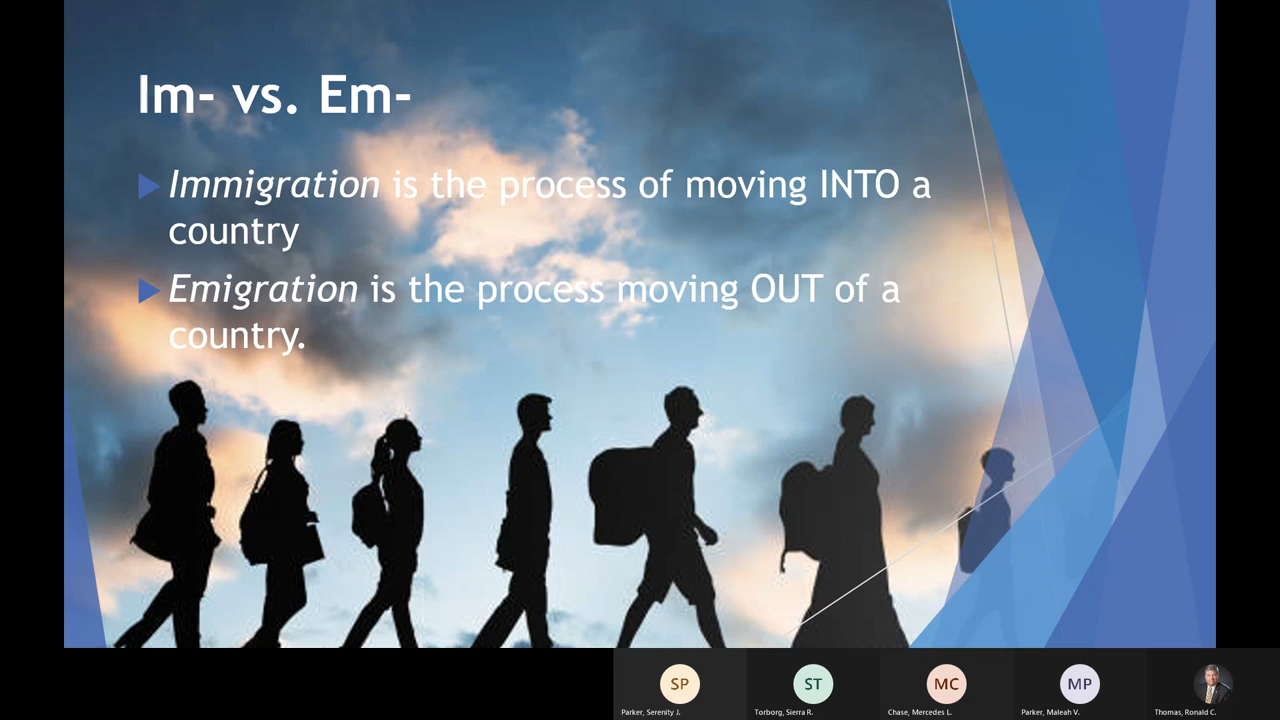 Im- vs. Em-
Immigration is the process of moving INTO a
country
Emigration is the process moving OUT of a
country.
SP
ST
MC
MP
Parker, Serenity J.
Torborg, Sierra R.
Chase, Mercedes L.
Parker, Maleah V.
Thomas, Ronald C.